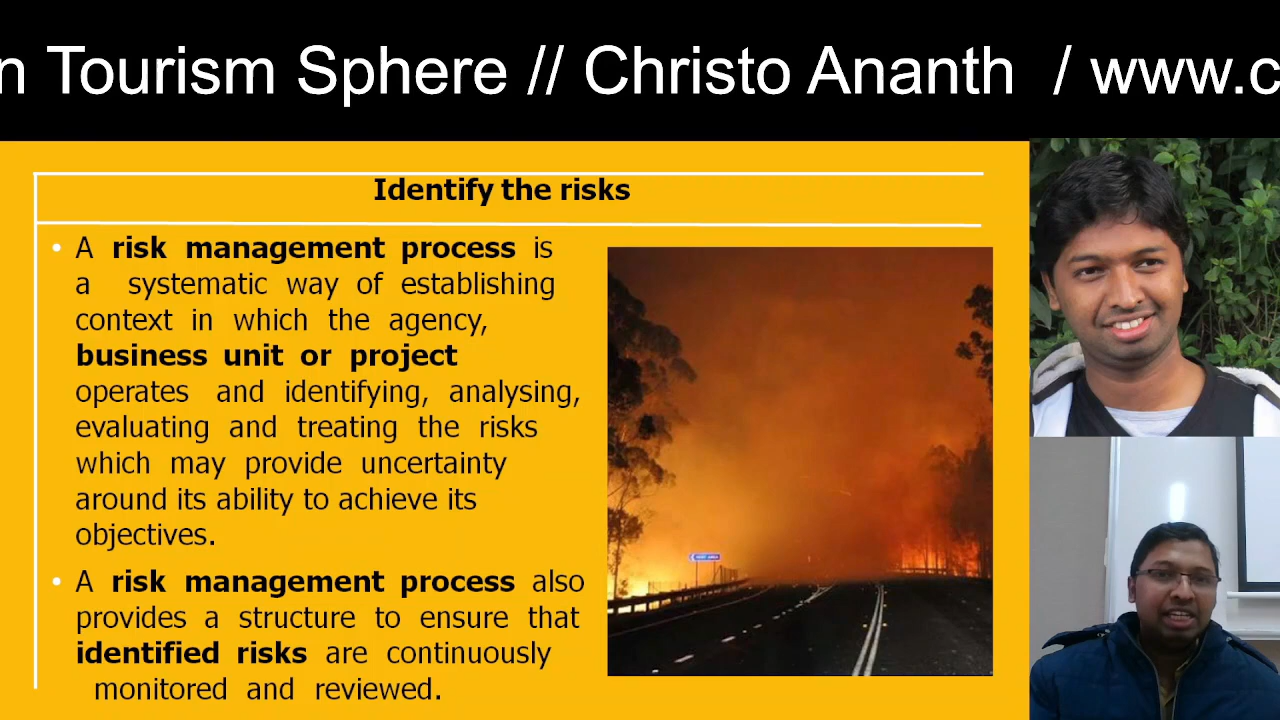 n Tourism Sphere // Christo Ananth / www.c
Identify the risks
• A risk management process is
a systematic way of establishing
context in which the agency,
business unit or project
operates and identifying, analysing,
evaluating and treating the risks
which may provide uncertainty
around its ability to achieve its
objectives.
• A risk management process also
provides a structure to ensure that
identified risks are continuously
monitored and reviewed.